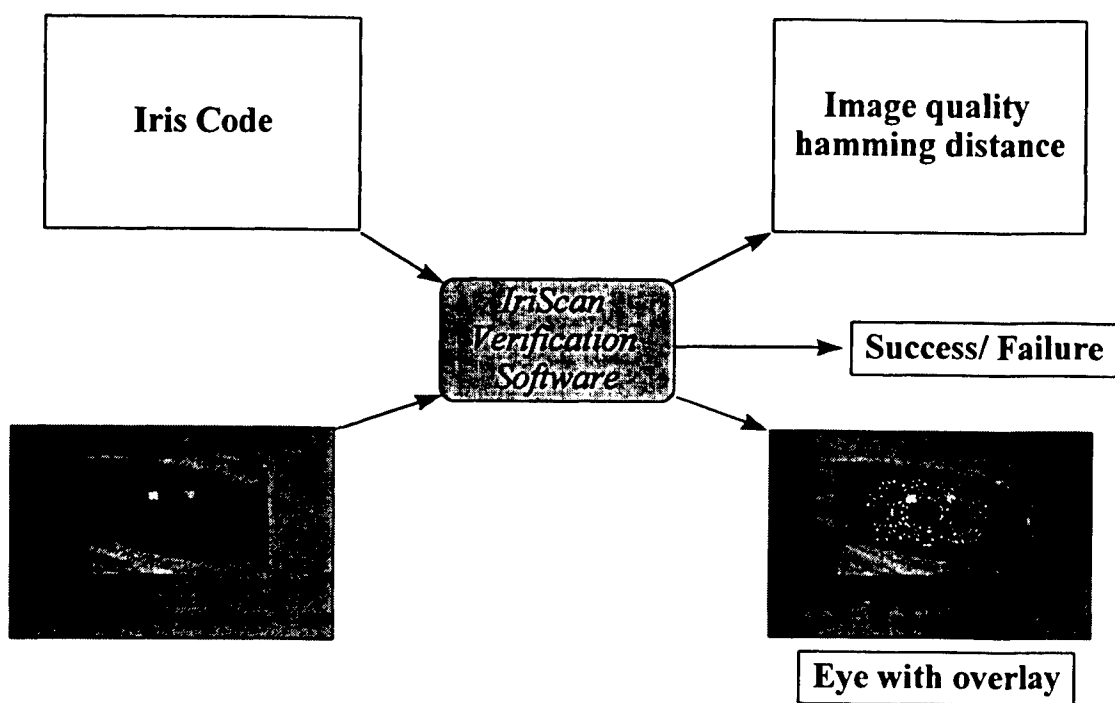 Iris Code
Image quality
hamming distance
IriScan
Verification
Software
Success/ Failure
Eye with overlay